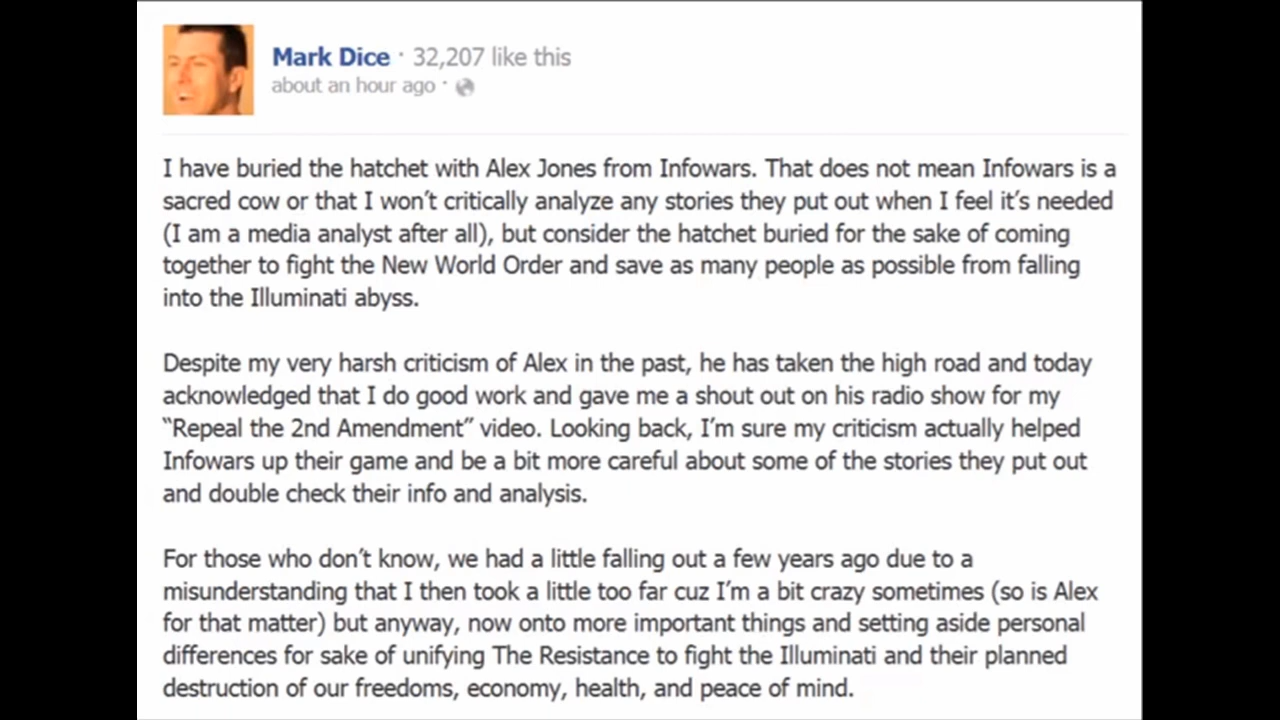 Mark Dice · 32,207 like this
about an hour ago ·
I have buried the hatchet with Alex Jones from Infowars. That does not mean Infowars is a
sacred cow or that I won't critically analyze any stories they put out when I feel it's needed
(I am a media analyst after all), but consider the hatchet buried for the sake of coming
together to fight the New World Order and save as many people as possible from falling
into the Illuminati abyss.
Despite my very harsh criticism of Alex in the past, he has taken the high road and today
acknowledged that I do good work and gave me a shout out on his radio show for my
“Repeal the 2nd Amendment” video. Looking back, I'm sure my criticism actually helped
Infowars up their game and be a bit more careful about some of the stories they put out
and double check their info and analysis.
For those who don't know, we had a little falling out a few years ago due to a
misunderstanding that I then took a little too far cuz I'm a bit crazy sometimes (so is Alex
for that matter) but anyway, now onto more important things and setting aside personal
differences for sake of unifying The Resistance to fight the Illuminati and their planned
destruction of our freedoms, economy, health, and peace of mind.